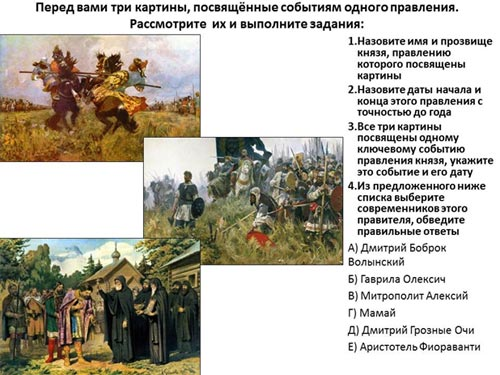 Перед вами три картины, посвящённые событиям одного правления.
Рассмотрите их и выполните задания:
1.Назовите имя и прозвище
князя, правлению
которого посвящены
картины
2.Назовите даты начала и
конца этого правления с
точностью до года
3.Все три картины
посвящены одному
ключевому событию
правления князя, укажите
это событие и его дату
4.Из предложенного ниже
списка выберите
современников этого
правителя, обведите
правильные ответы
А) Дмитрий Боброк
Волынский
Б) Гаврила Олексич
В) Митрополит Алексий
Г) Мамай
Д) Дмитрий Грозные Очи
Е) Аристотель Фиораванти